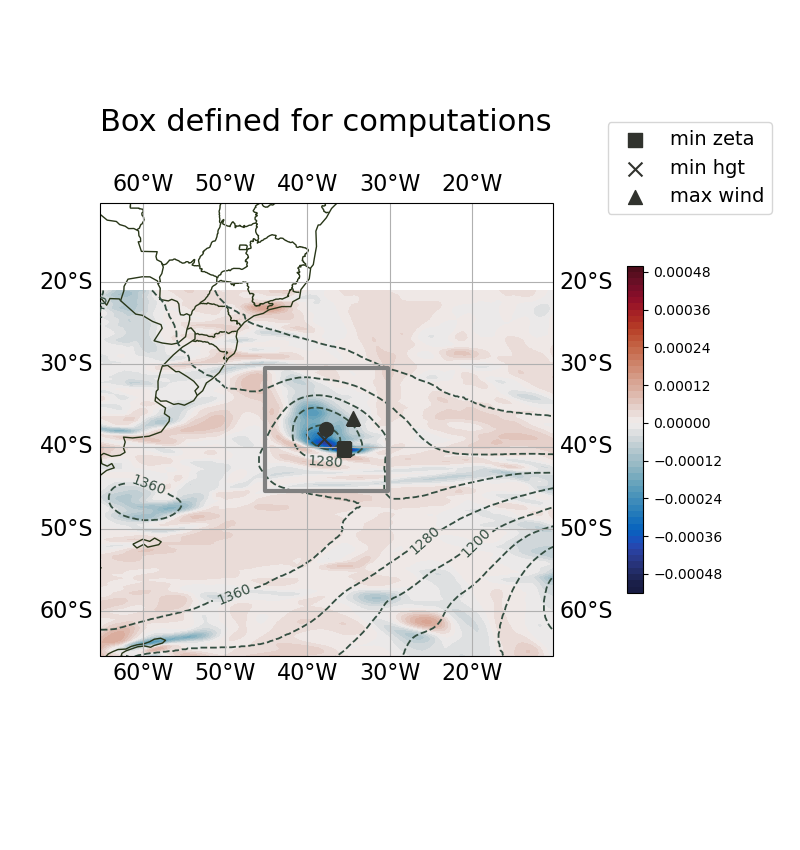 Box defined for computations
min zeta
min hgt
max wind
60°W 50°W 40°W 30°W 20°W
20°S 20°S
30°S 30°S
40°S 40°S
50°S 50°S
60°S 60°S
60°W 50°W 40°W 30°W 20°W
1280
1360
1280
1200
1360
0.00048
0.00036
0.00024
0.00012
0.00000
−0.00012
−0.00024
−0.00036
−0.00048